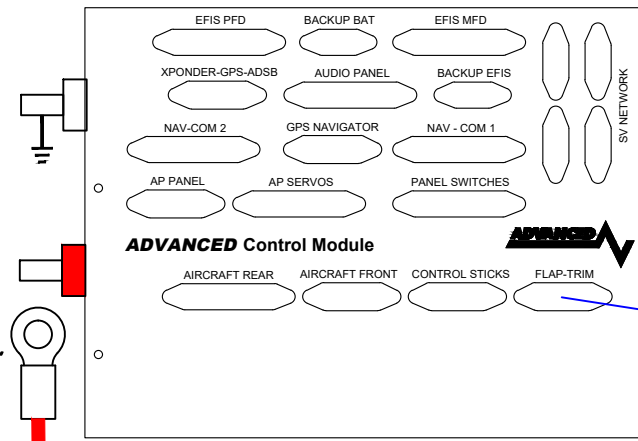 EFIS PFD BACKUP BAT EFIS MFD
XPONDER-GPS-ADSB AUDIO PANEL BACKUP EFIS
SV NETWORK
NAV-COM 2 GPS NAVIGATOR NAV - COM 1
AP PANEL AP SERVOS PANEL SWITCHES
ADVANCED Control Module
ADVANCED
AIRCRAFT REAR AIRCRAFT FRONT CONTROL STICKS FLAP-TRIM